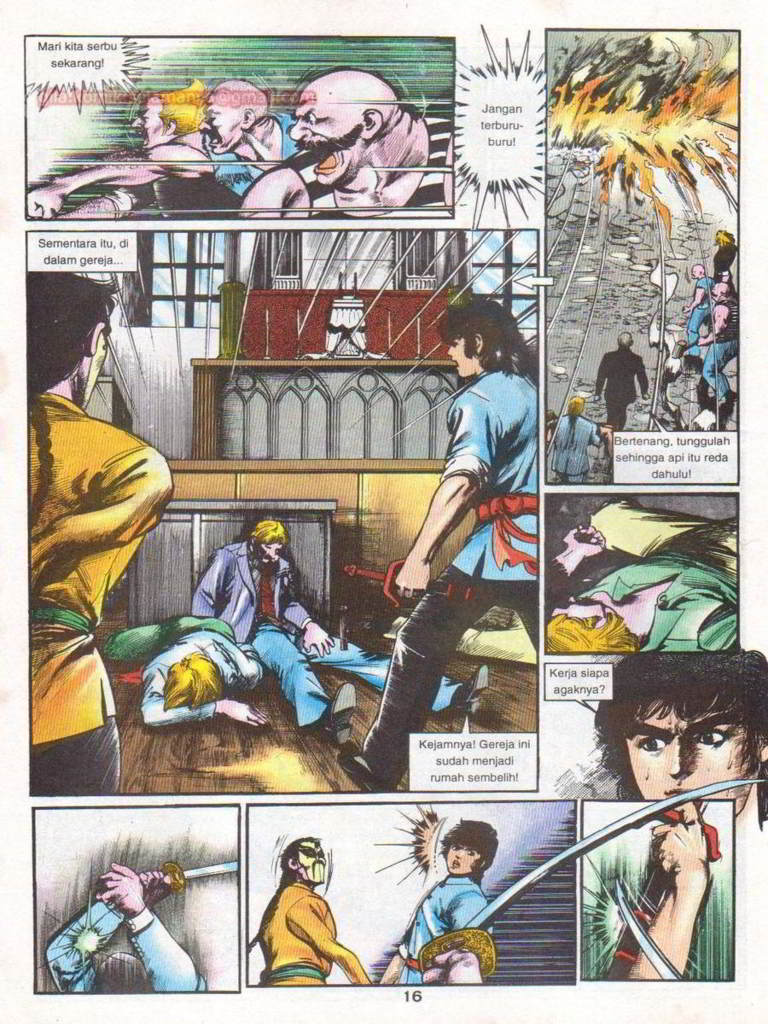 Mari kita serbu
sekarang!
Jangan
terburu-
buru!
Bertenang, tunggulah
sehingga api itu reda
dahulu!
Sementara itu, di
dalam gereja...
Kejamnya! Gereja ini
sudah menjadi
rumah sembelih!
Kerja siapa
agaknya?
16